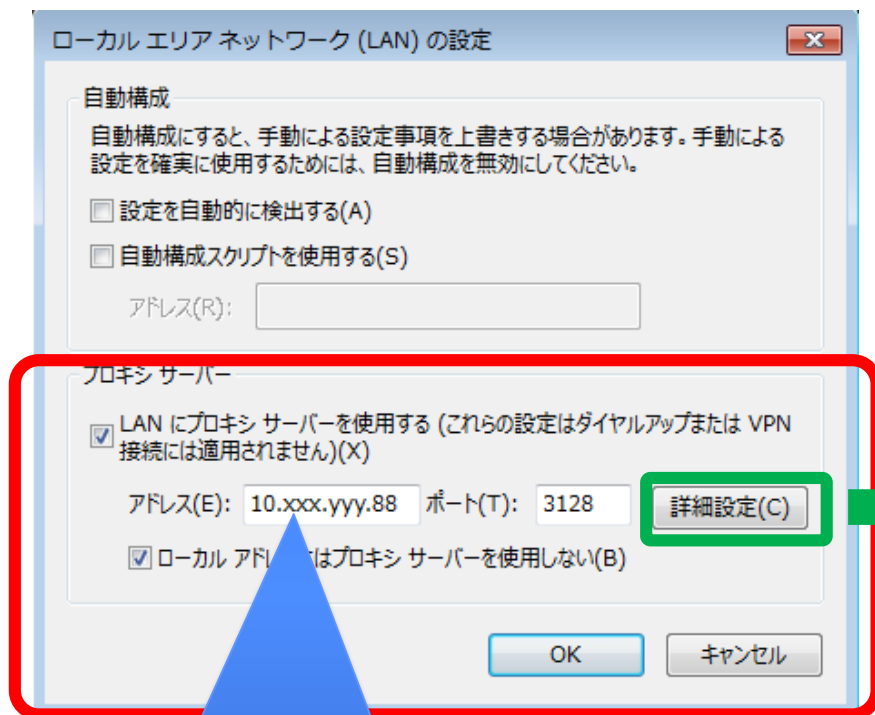 ローカル エリア ネットワーク (LAN) の設定
自動構成
自動構成にすると、手動による設定事項を上書きする場合があります。手動による
設定を確実に使用するためには、自動構成を無効にしてください。
設定を自動的に検出する(A)
自動構成スクリプトを使用する(S)
アドレス(R):
プロキシ サーバー
LAN にプロキシ サーバーを使用する (これらの設定はダイヤルアップまたは VPN
接続には適用されません)(X)
アドレス(E): 10.xxx.yyy.88 ポート(T): 3128 詳細設定(C)
ローカル アドレスにはプロキシ サーバーを使用しない(B)
OK キャンセル